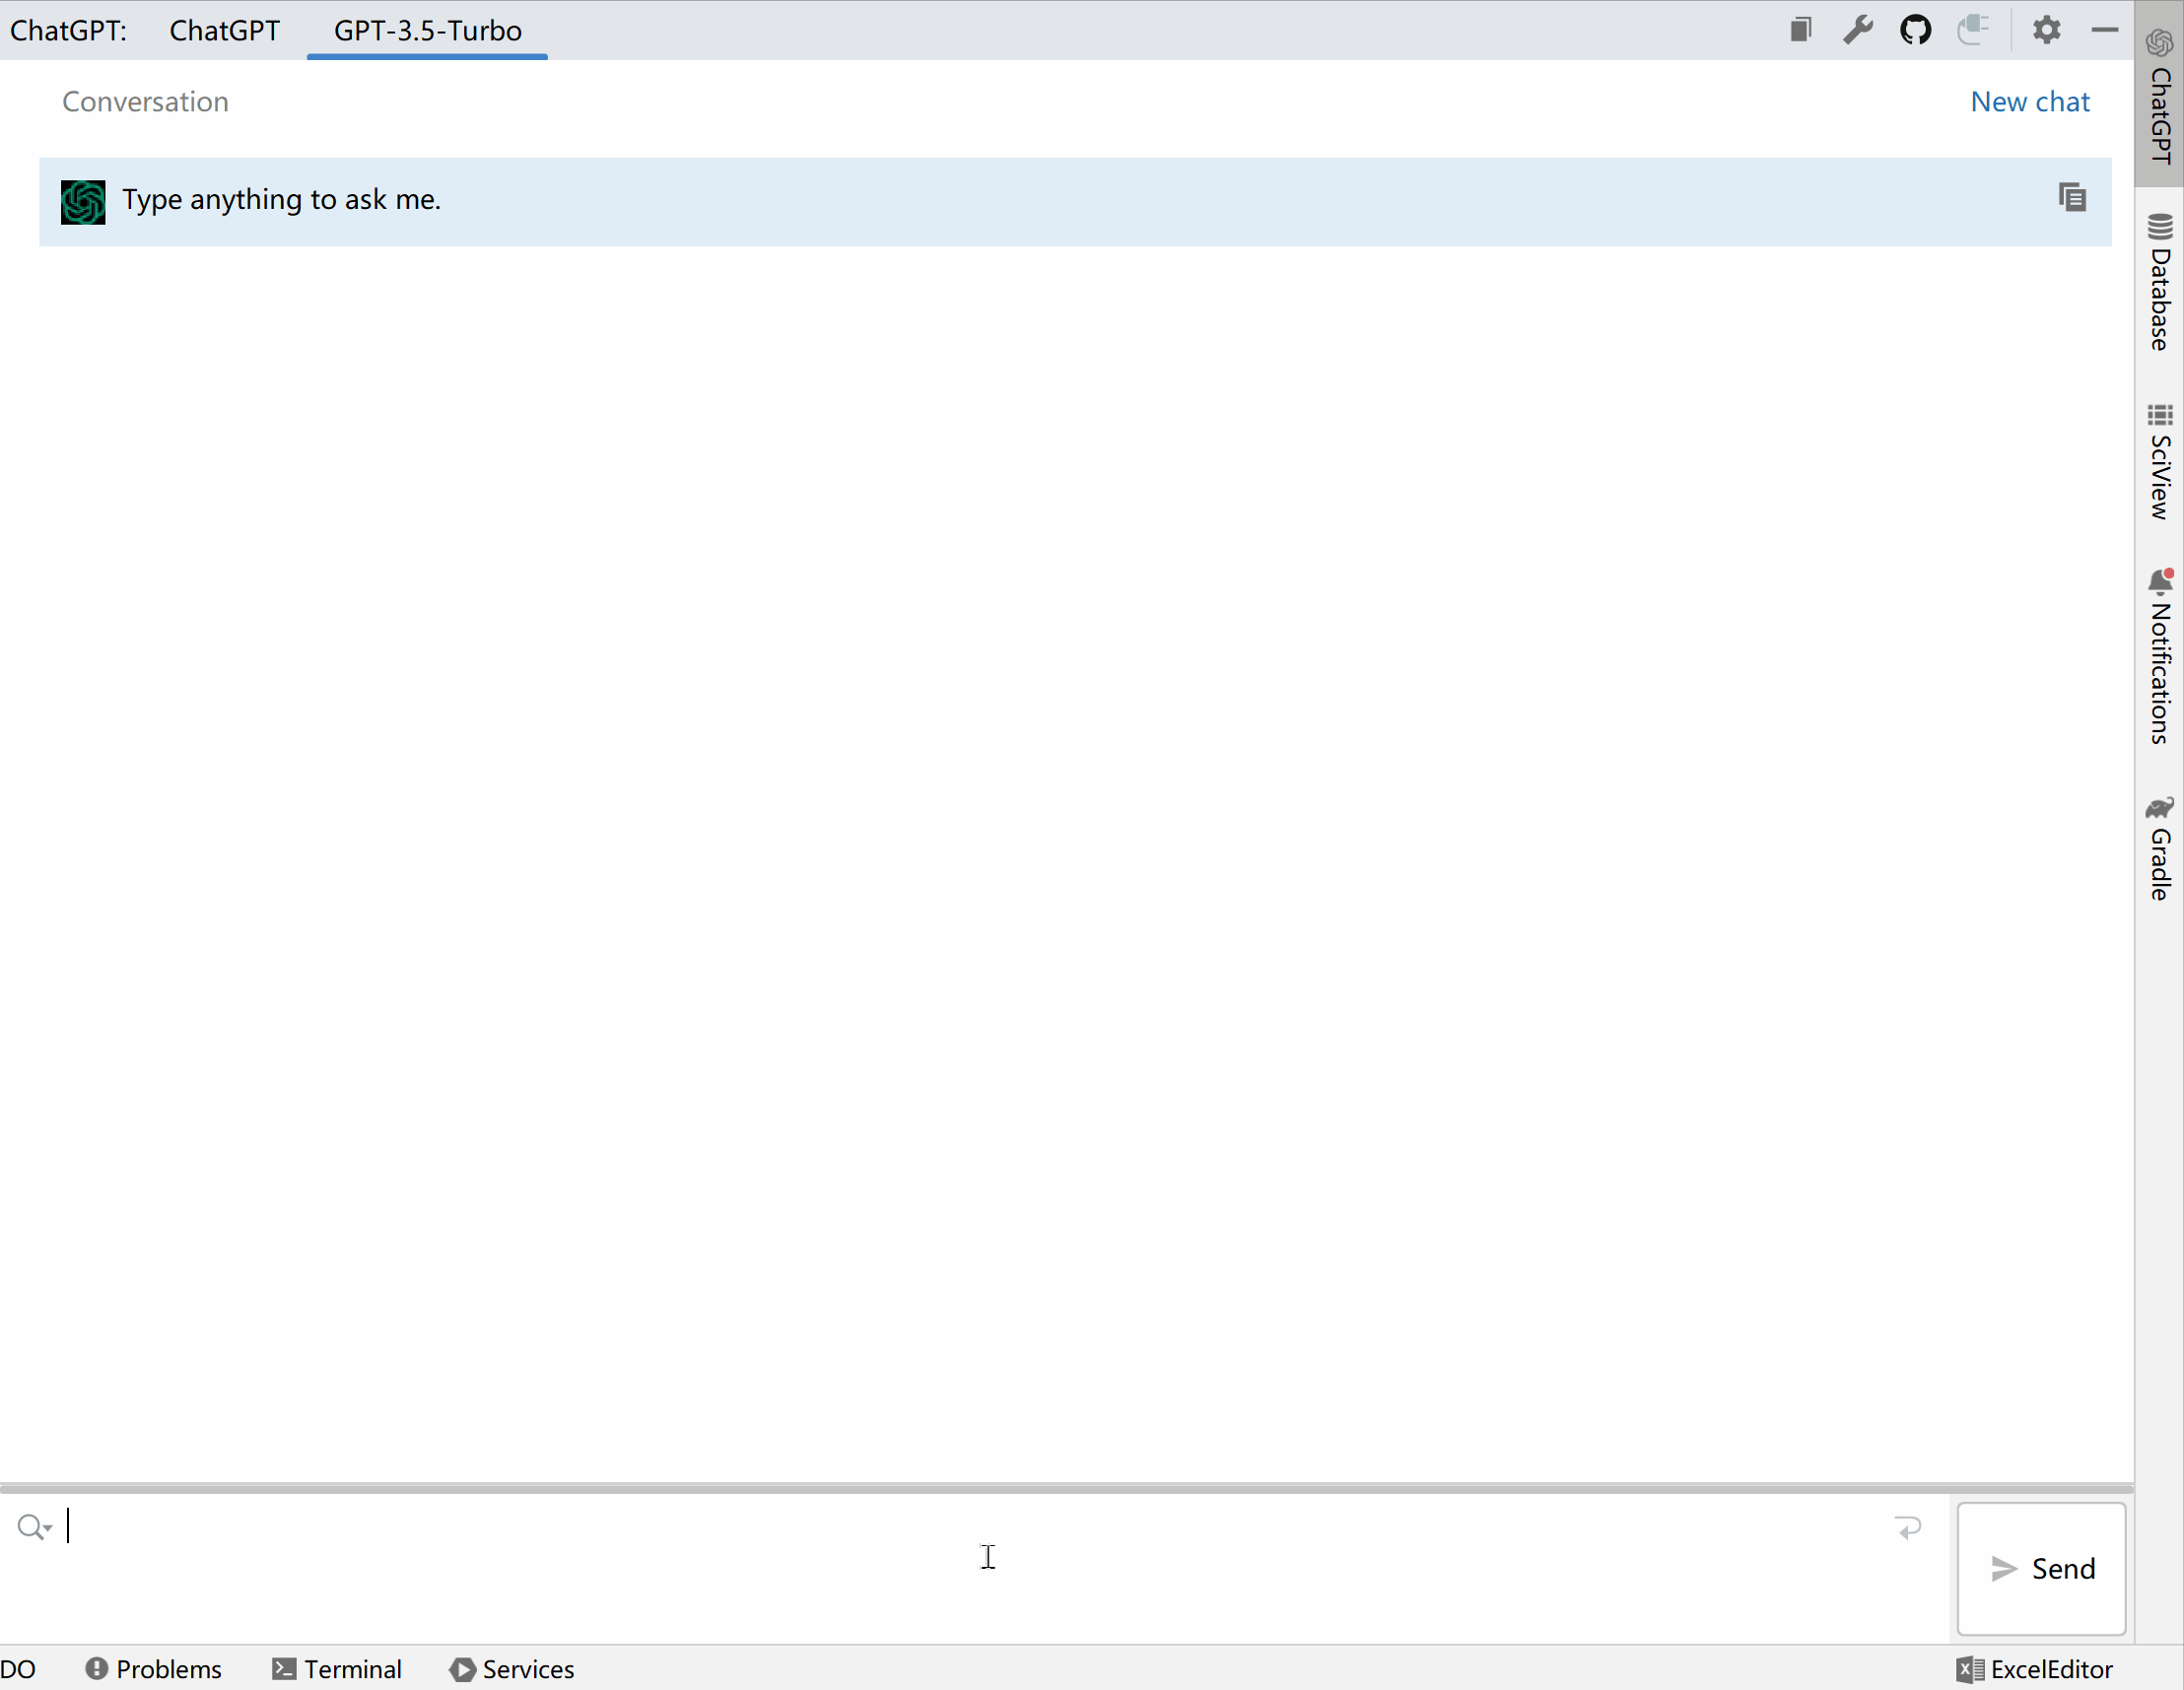 ChatGPT: ChatGPT GPT-3.5-Turbo
Conversation New chat
Type anything to ask me.
ChatGPT
Database
SciView
Notifications
Gradle
Send
DO Problems Terminal Services ExcelEditor